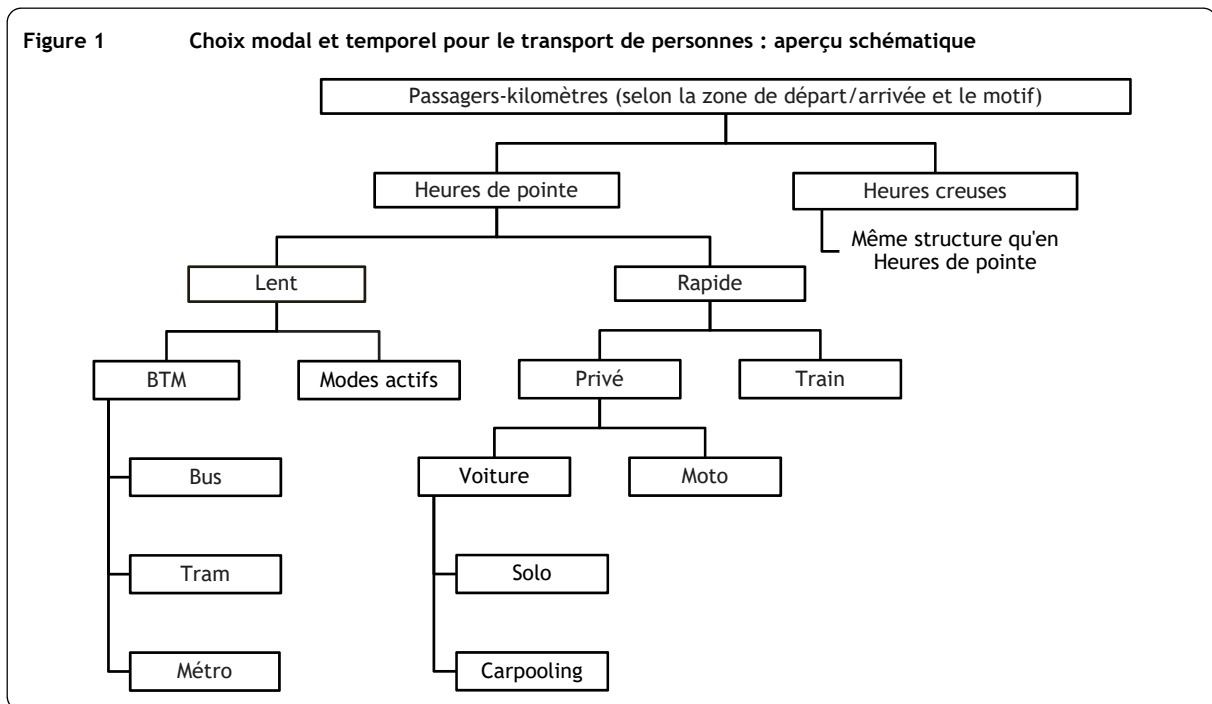 Figure 1 Choix modal et temporel pour le transport de personnes : aperçu schématique
Passagers-kilomètres (selon la zone de départ/arrivée et le motif)
Heures de pointe
Heures creuses
Même structure qu'en
Heures de pointe
Lent
Rapide
BTM
Modes actifs
Privé
Train
Bus
Voiture
Moto
Tram
Solo
Métro
Carpooling